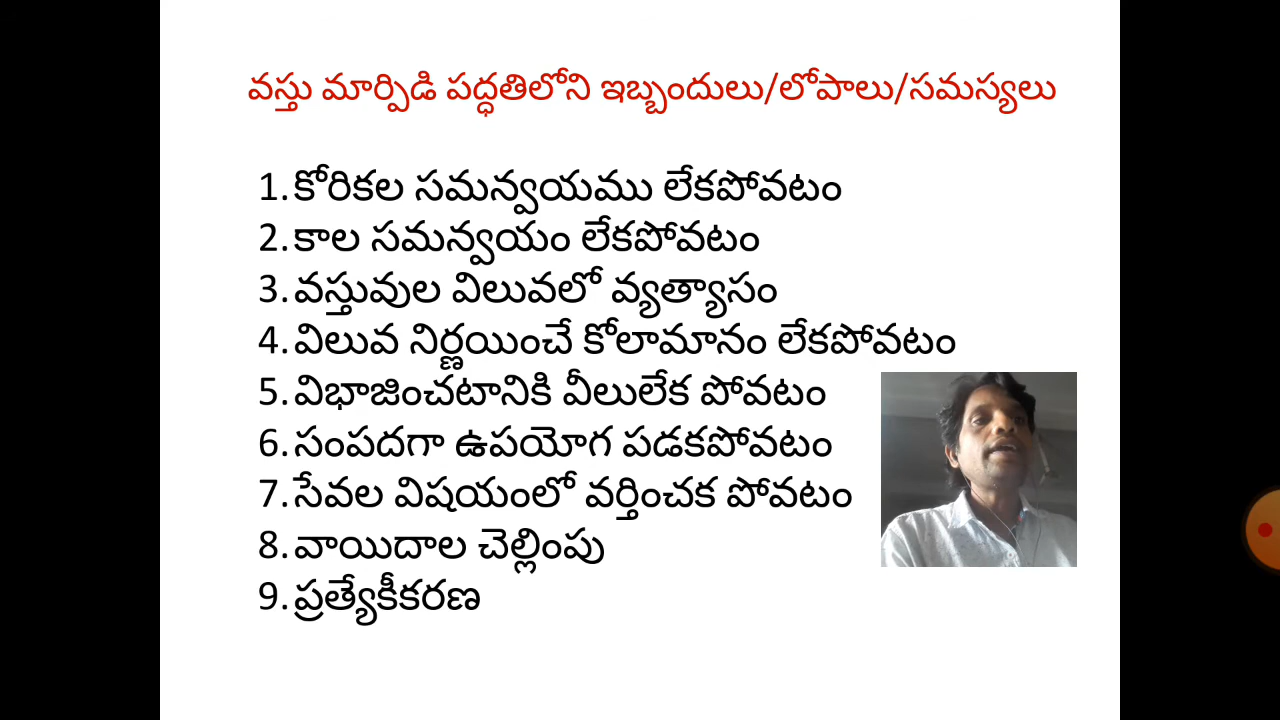 వస్తు మార్పిడి పద్ధతిలోని ఇబ్బందులు/లోపాలు/సమస్యలు
1. కోరికల సమన్వయము లేకపోవటం
2. కాల సమన్వయం లేకపోవటం
3. వస్తువుల విలువలో వ్యత్యాసం
4. విలువ నిర్ణయించే కోలామానం లేకపోవటం
5. విభాజించటానికి వీలులేక పోవటం
6. సంపదగా ఉపయోగ పడకపోవటం
7. సేవల విషయంలో వర్తించక పోవటం
8. వాయిదాల చెల్లింపు
9. ప్రత్యేకీకరణ